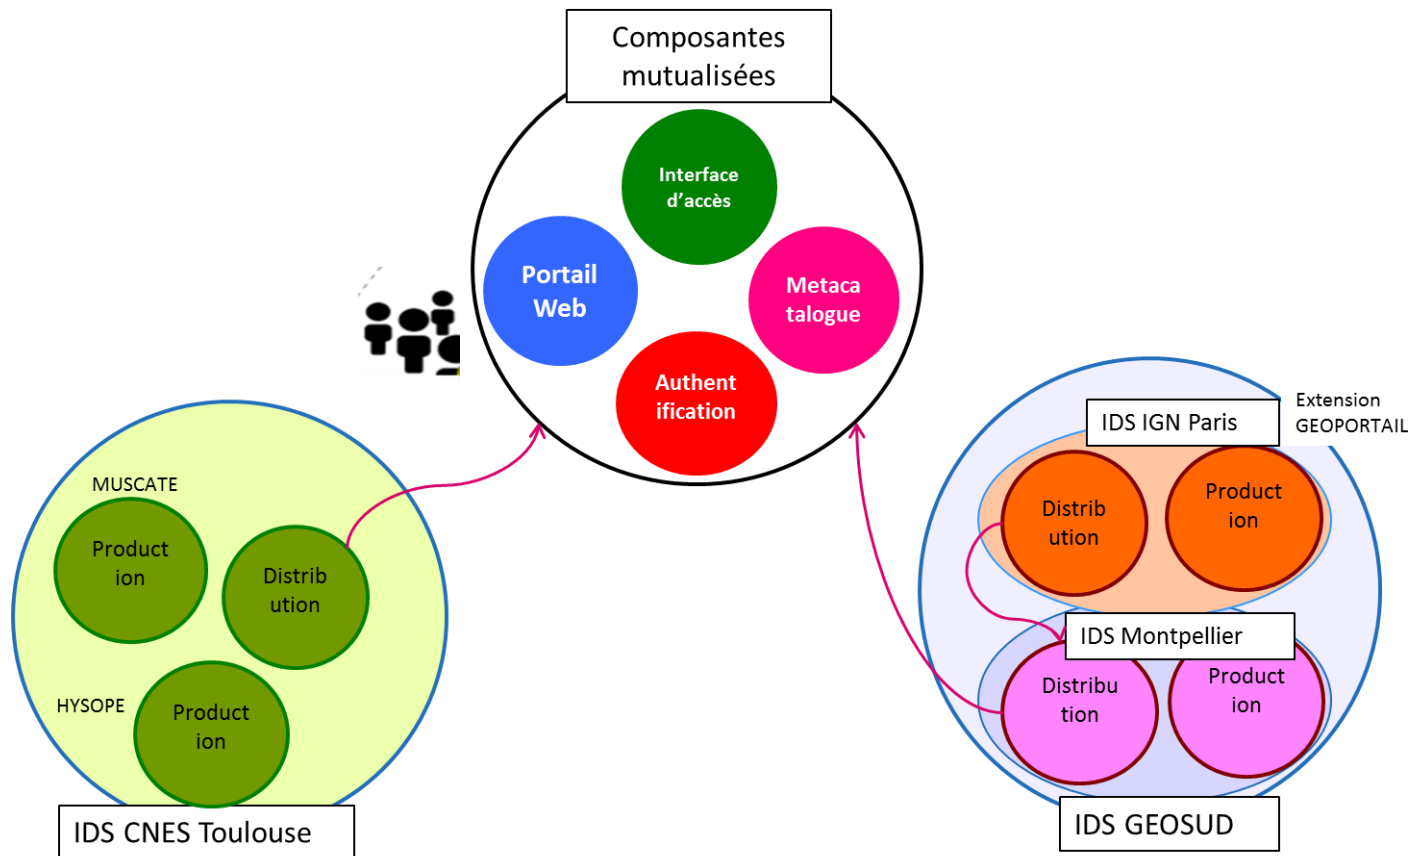 Composantes
mutualisées
Interface
d'accès
Portail
Web
Metaca
talogue
Authent
ification
MUSCATE
Product
ion
Distrib
ution
HYSOPE
Product
ion
IDS CNES Toulouse
IDS IGN Paris
Extension
GEOPORTAIL
Distrib
ution
Product
ion
IDS Montpellier
Distribu
tion
Product
ion
IDS GEOSUD